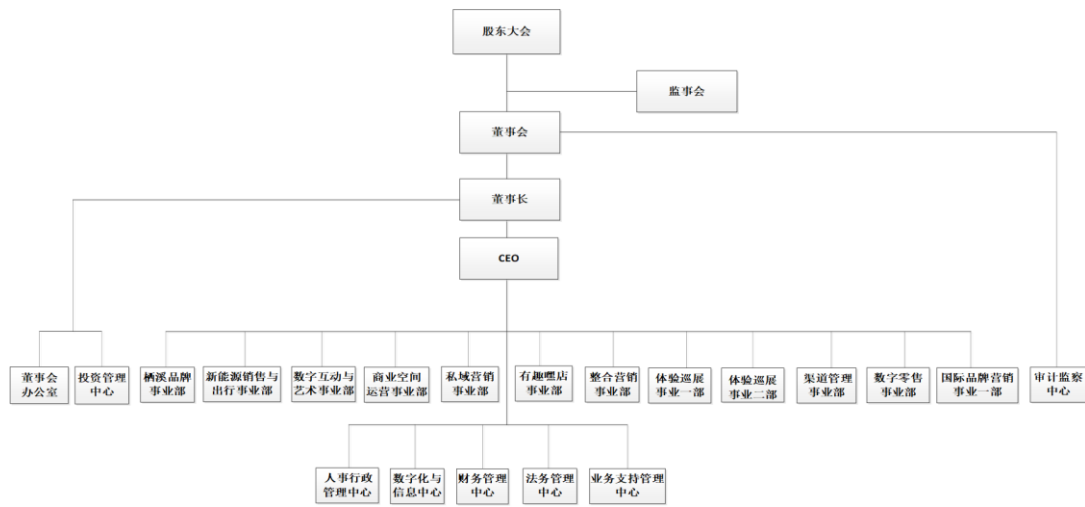 股东大会
监事会
董事会
董事长
CEO
董事会
办公室
投资管理
中心
栖溪品牌
事业部
新能源销售与
出行事业部
数字互动与
艺术事业部
商业空间
运营事业部
私域营销
事业部
有趣嘿店
事业部
整合营销
事业部
体验巡展
事业一部
体验巡展
事业二部
渠道管理
事业部
数字零售
事业部
国际品牌营销
事业一部
审计监察
中心
人事行政
管理中心
数字化与
信息中心
财务管理
中心
法务管理
中心
业务支持管理
中心